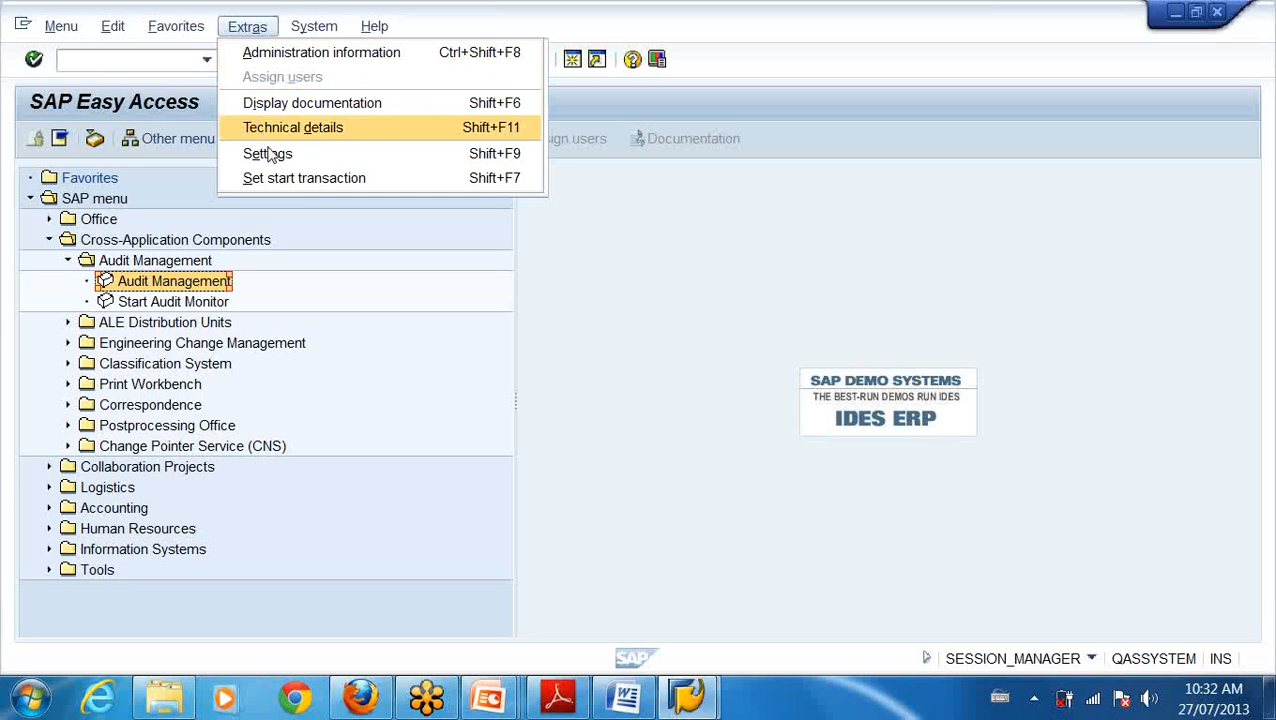 Menu Edit Favorites Extras System Help
Administration information Ctrl+Shift+F8
Assign users
Display documentation Shift+F6
Technical details Shift+F11
Settings Shift+F9
Set start transaction Shift+F7
SAP Easy Access
Other menu
sign users
Documentation
Favorites
SAP menu
Office
Cross-Application Components
Audit Management
Audit Management
Start Audit Monitor
ALE Distribution Units
Engineering Change Management
Classification System
Print Workbench
Correspondence
Postprocessing Office
Change Pointer Service (CNS)
Collaboration Projects
Logistics
Accounting
Human Resources
Information Systems
Tools
SAP DEMO SYSTEMS
THE BEST-RUN DEMOS RUN IDES
IDES ERP
SAP
SESSION_MANAGER QASSYSTEM INS
10:32 AM
27/07/2013